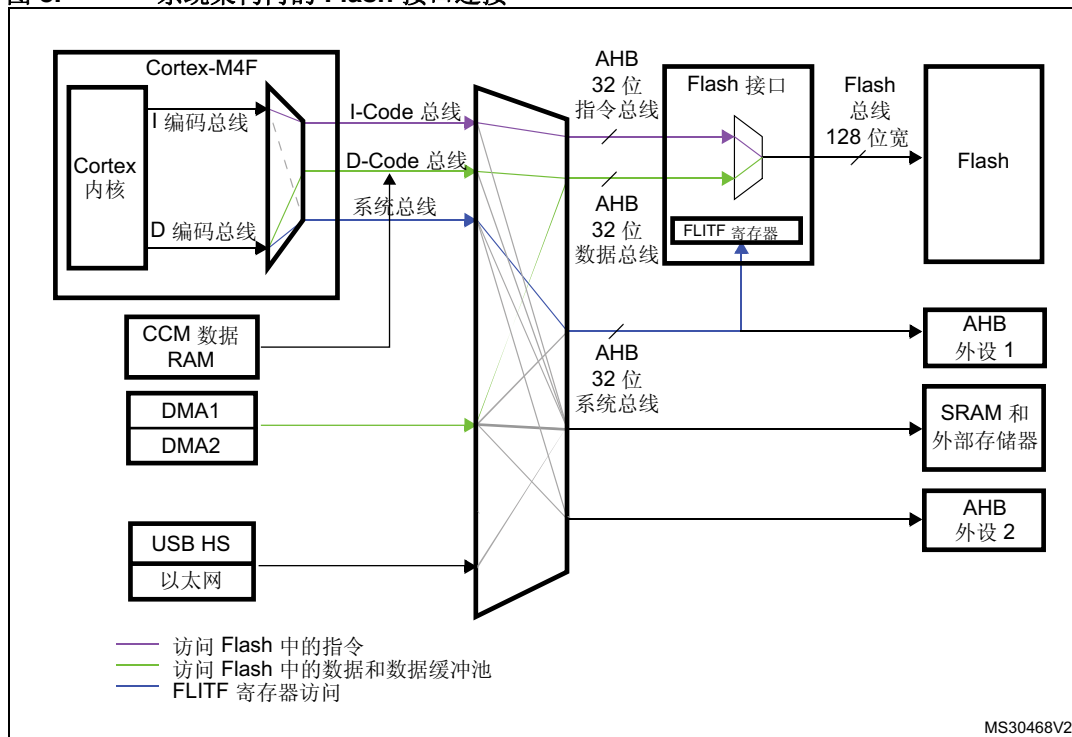 Cortex-M4F
Cortex
内核
I 编码总线
D 编码总线
I-Code 总线
D-Code 总线
系统总线
CCM 数据
RAM
DMA1
DMA2
USB HS
以太网
AHB
32 位
指令总线
AHB
32 位
数据总线
AHB
32 位
系统总线
Flash 接口
FLITF 寄存器
Flash
总线
128 位宽
Flash
AHB
外设 1
SRAM 和
外部存储器
AHB
外设 2
访问 Flash 中的指令
访问 Flash 中的数据和数据缓冲池
FLITF 寄存器访问
MS30468V2